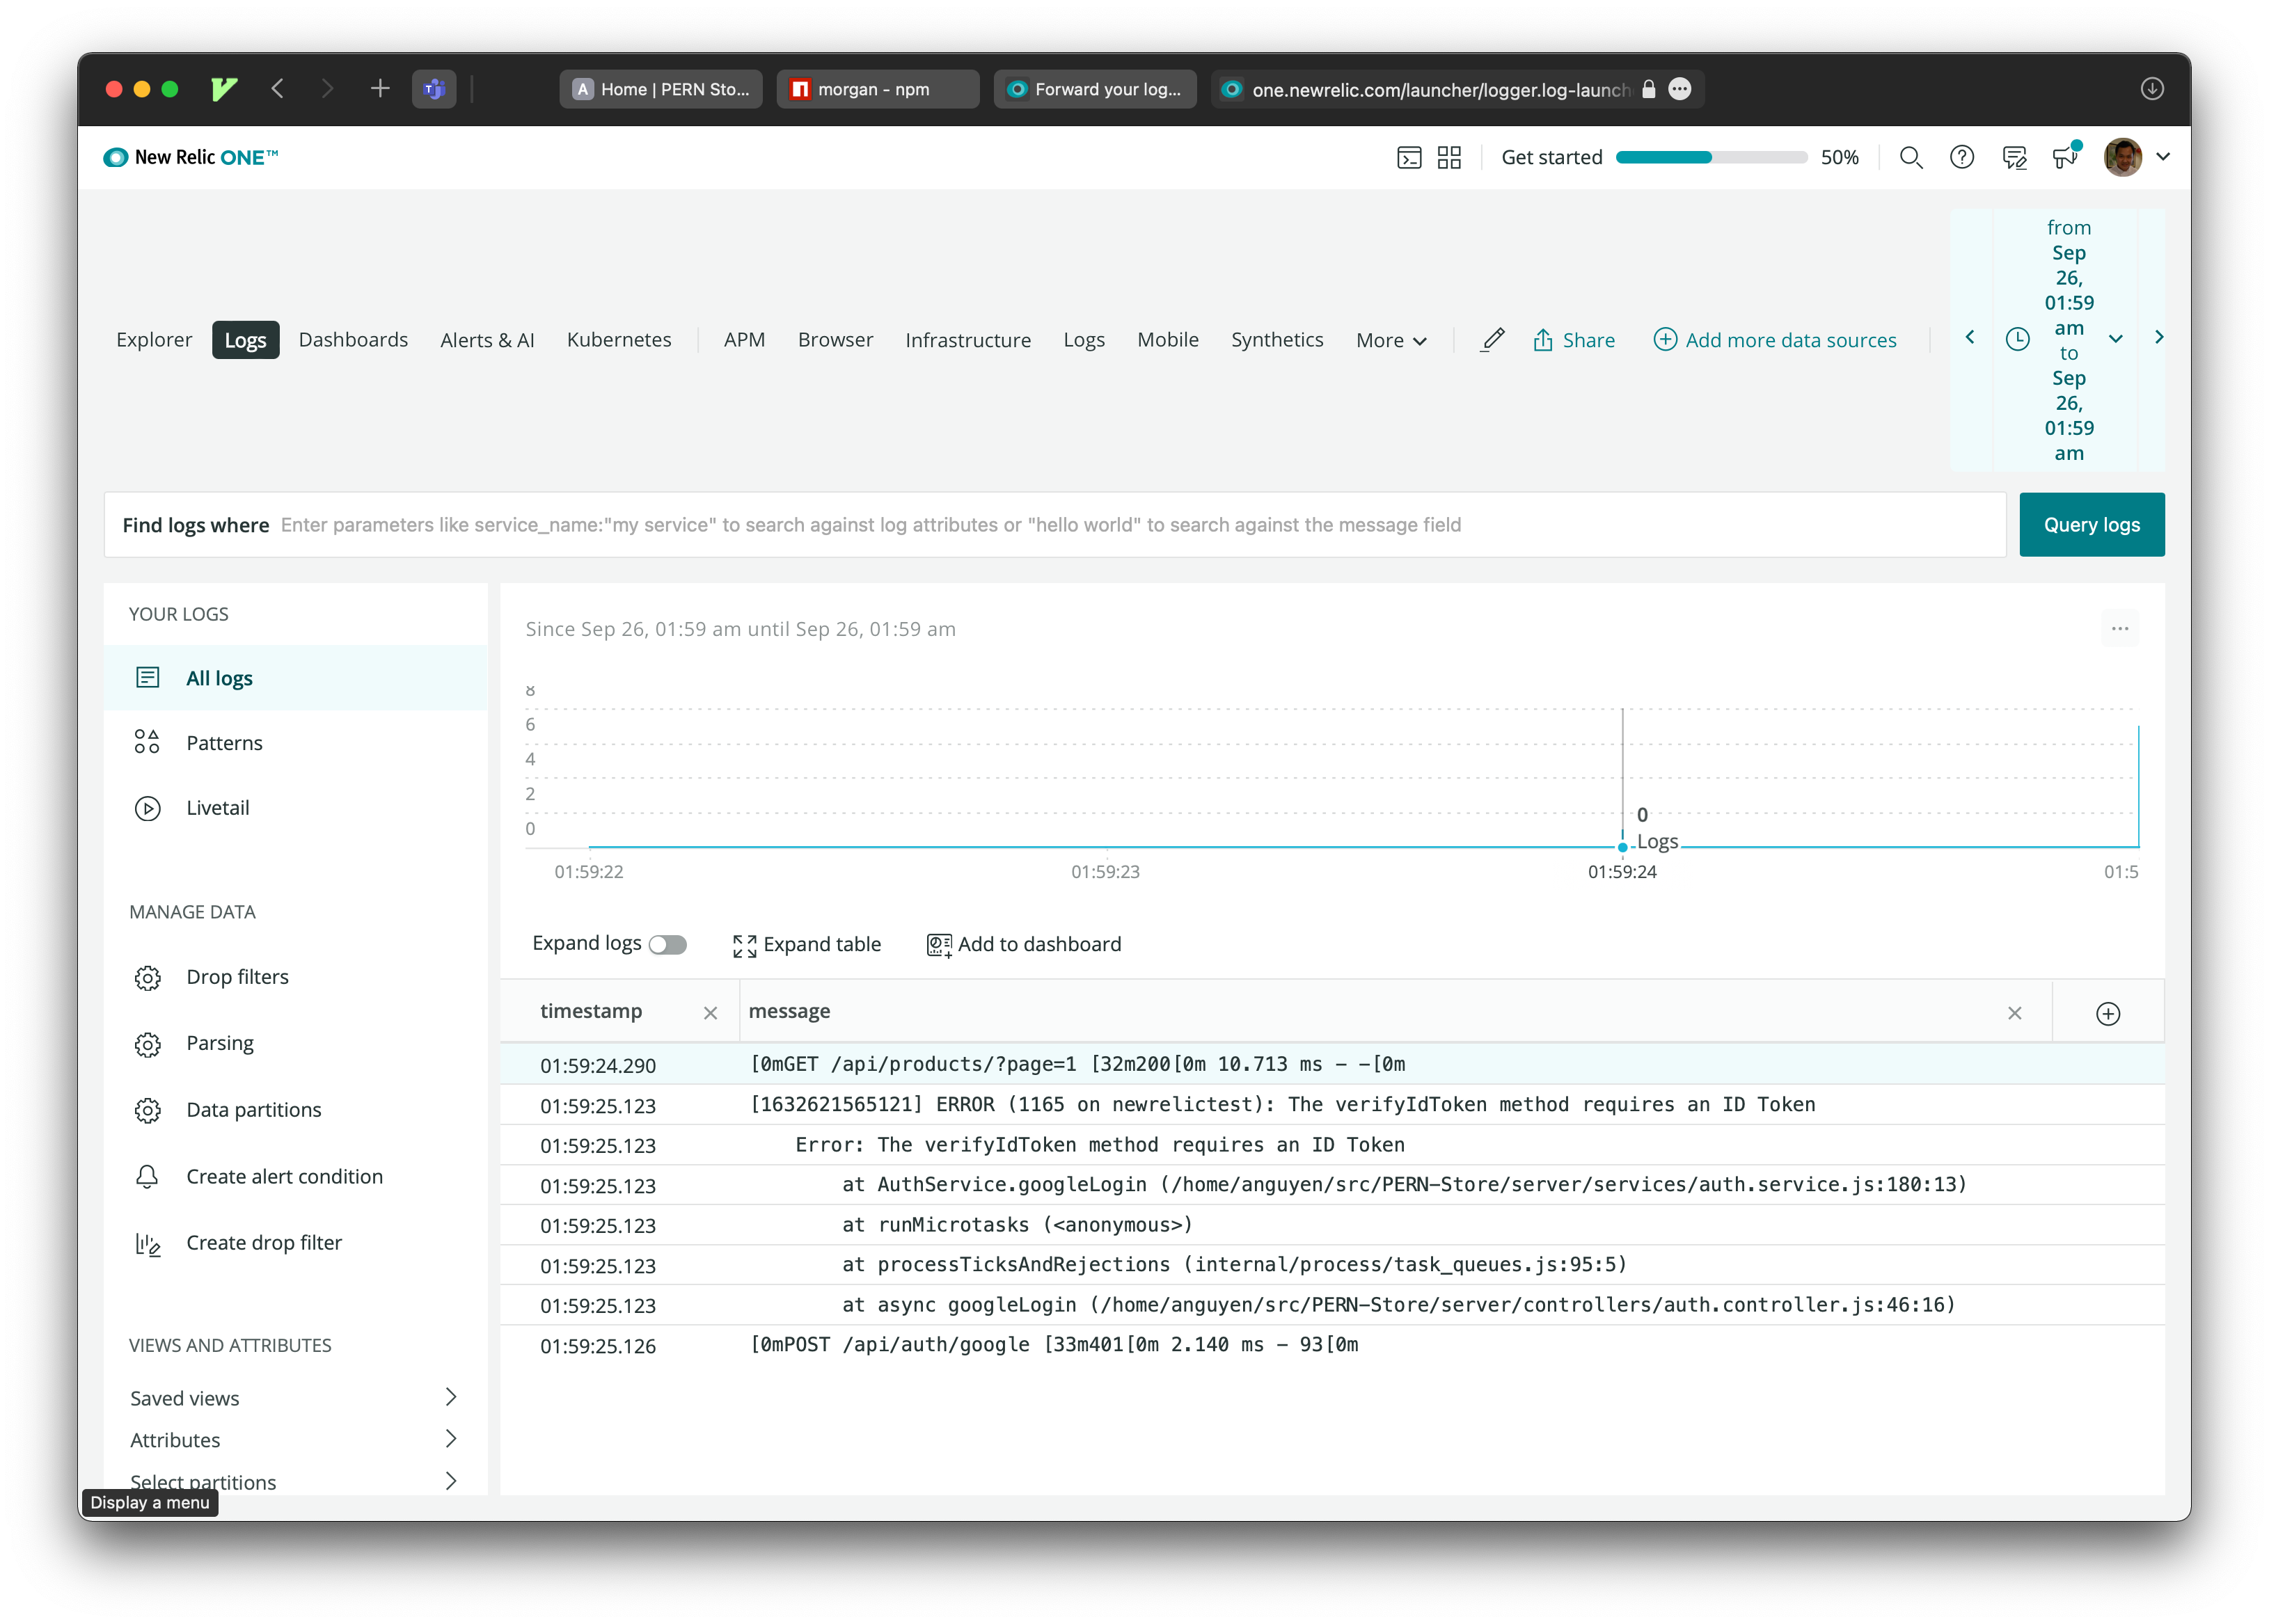 Home | PERN Sto...
morgan - npm
Forward your log...
one.newrelic.com/launcher/logger.log-launch
New Relic ONE™
Get started 50%
from
Sep
26,
01:59
am
to
Sep
26,
01:59
am
Explorer Logs Dashboards Alerts & AI Kubernetes APM Browser Infrastructure Logs Mobile Synthetics More Share Add more data sources
Find logs where Enter parameters like service_name:"my service" to search against log attributes or "hello world" to search against the message field Query logs
YOUR LOGS
All logs
Patterns
Livetail
MANAGE DATA
Drop filters
Parsing
Data partitions
Create alert condition
Create drop filter
VIEWS AND ATTRIBUTES
Saved views
Attributes
Select partitions
Display a menu
Since Sep 26, 01:59 am until Sep 26, 01:59 am
8
6
4
2
0
0
Logs
01:59:22 01:59:23 01:59:24 01:5
Expand logs Expand table Add to dashboard
timestamp message
01:59:24.290 [0mGET /api/products/?page=1 [32m200[0m 10.713 ms - -[0m
01:59:25.123 [1632621565121] ERROR (1165 on newrelictest): The verifyIdToken method requires an ID Token
01:59:25.123 Error: The verifyIdToken method requires an ID Token
01:59:25.123 at AuthService.googleLogin (/home/anguyen/src/PERN-Store/server/services/auth.service.js:180:13)
01:59:25.123 at runMicrotasks (<anonymous>)
01:59:25.123 at processTicksAndRejections (internal/process/task_queues.js:95:5)
01:59:25.123 at async googleLogin (/home/anguyen/src/PERN-Store/server/controllers/auth.controller.js:46:16)
01:59:25.126 [0mPOST /api/auth/google [33m401[0m 2.140 ms - 93[0m